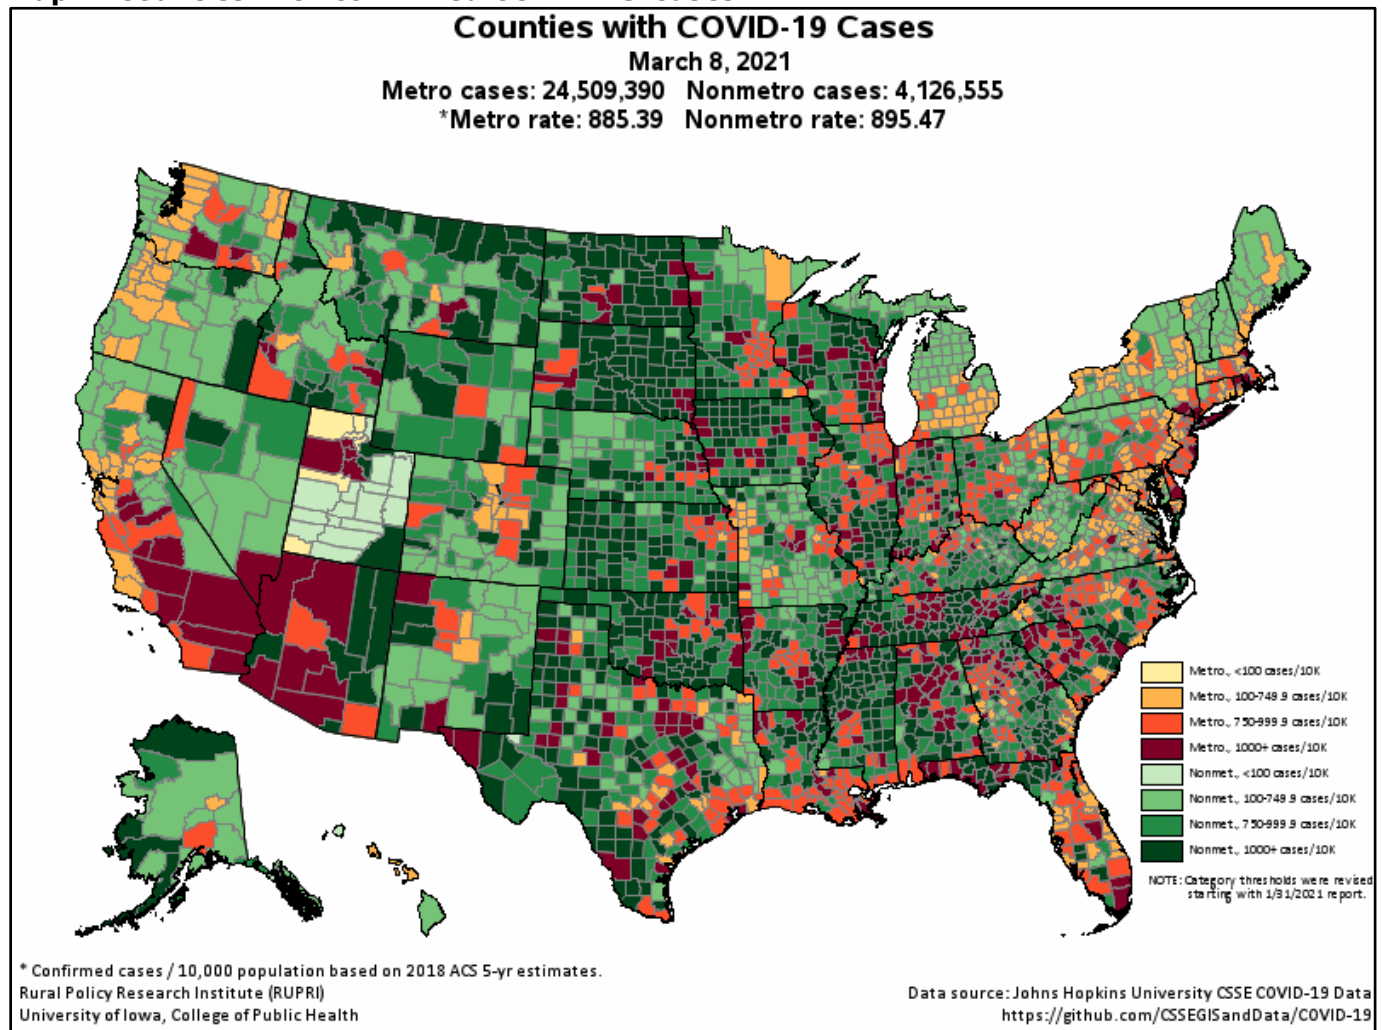 Counties with COVID-19 Cases
March 8, 2021
Metro cases: 24,509,390 Nonmetro cases: 4,126,555
*Metro rate: 885.39 Nonmetro rate: 895.47
Metro., <100 cases/10K
Metro., 100-749.9 cases/10K
Metro., 750-999.9 cases/10K
Metro., 1000+ cases/10K
Nonmet., <100 cases/10K
Nonmet., 100-749.9 cases/10K
Nonmet., 750-999.9 cases/10K
Nonmet., 1000+ cases/10K
NOTE: Category thresholds were revised
starting with 1/31/2021 report.
* Confirmed cases / 10,000 population based on 2018 ACS 5-yr estimates.
Rural Policy Research Institute (RUPRI)
University of Iowa, College of Public Health
Data source: Johns Hopkins University CSSE COVID-19 Data
https://github.com/CSSEGISandData/COVID-19